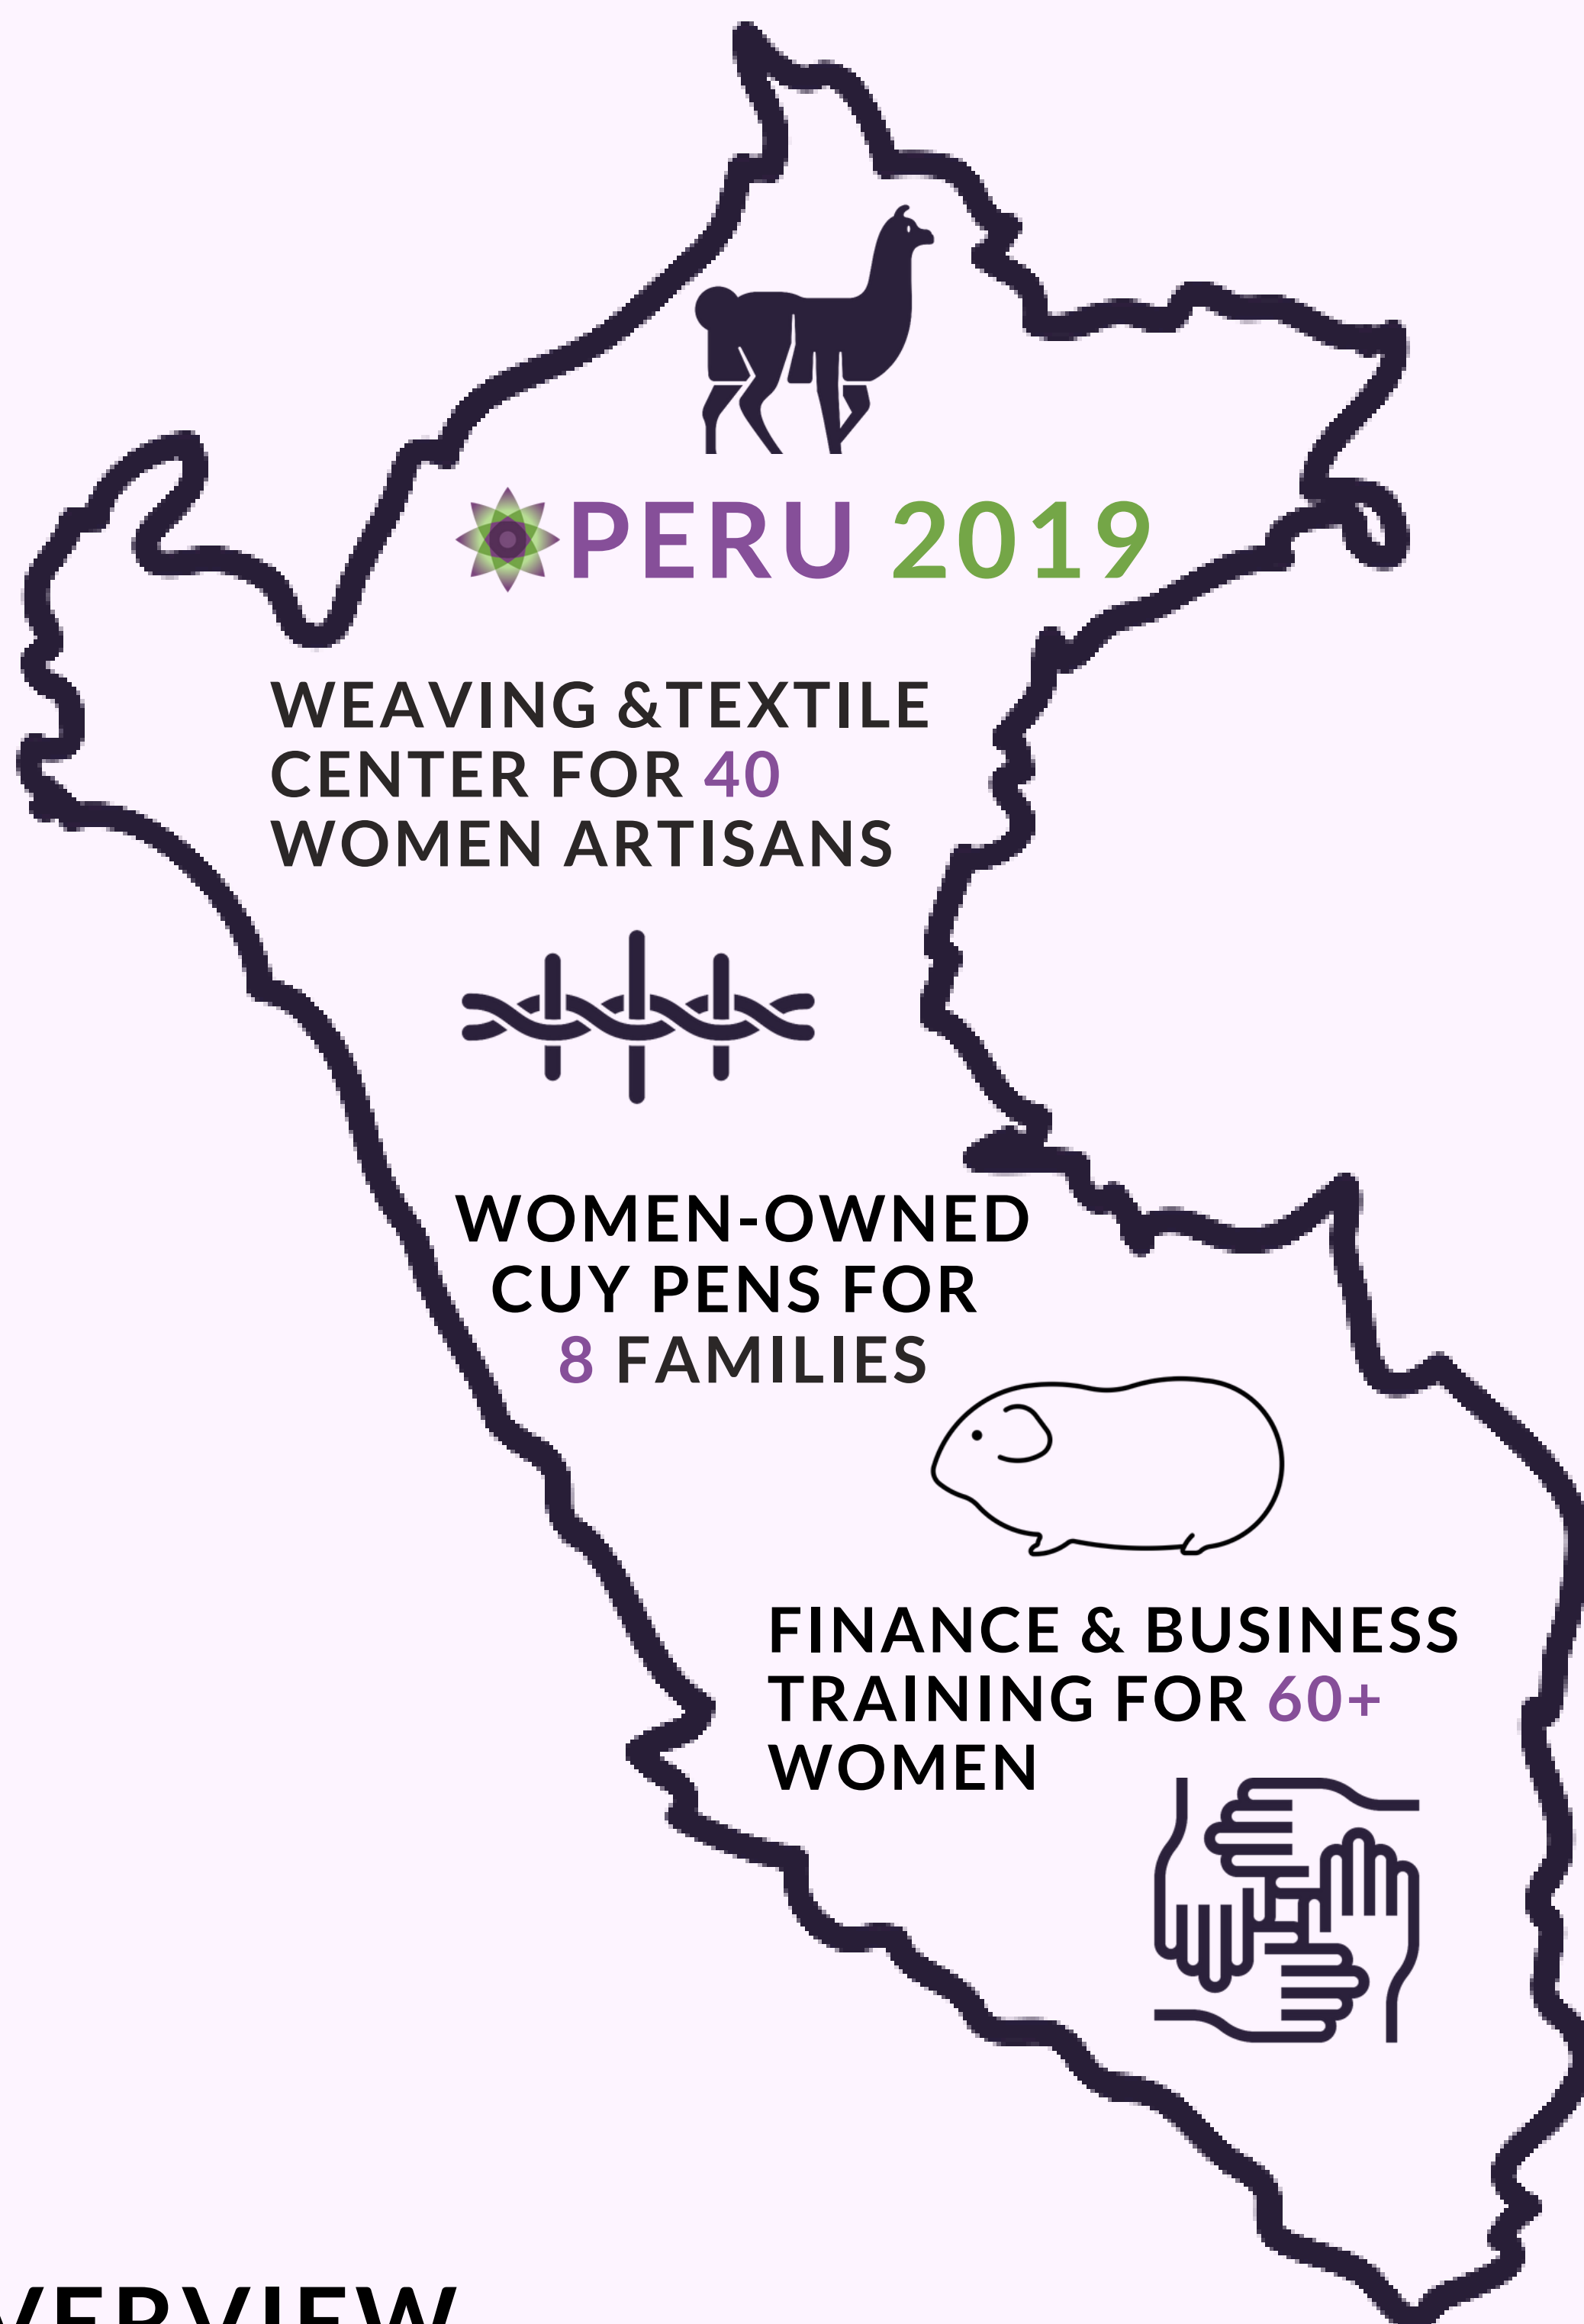 PERU 2019
WEAVING &TEXTILE
CENTER FOR 40
WOMEN ARTISANS
WOMEN-OWNED
CUY PENS FOR
8 FAMILIES
FINANCE & BUSINESS
TRAINING FOR 60+
WOMEN